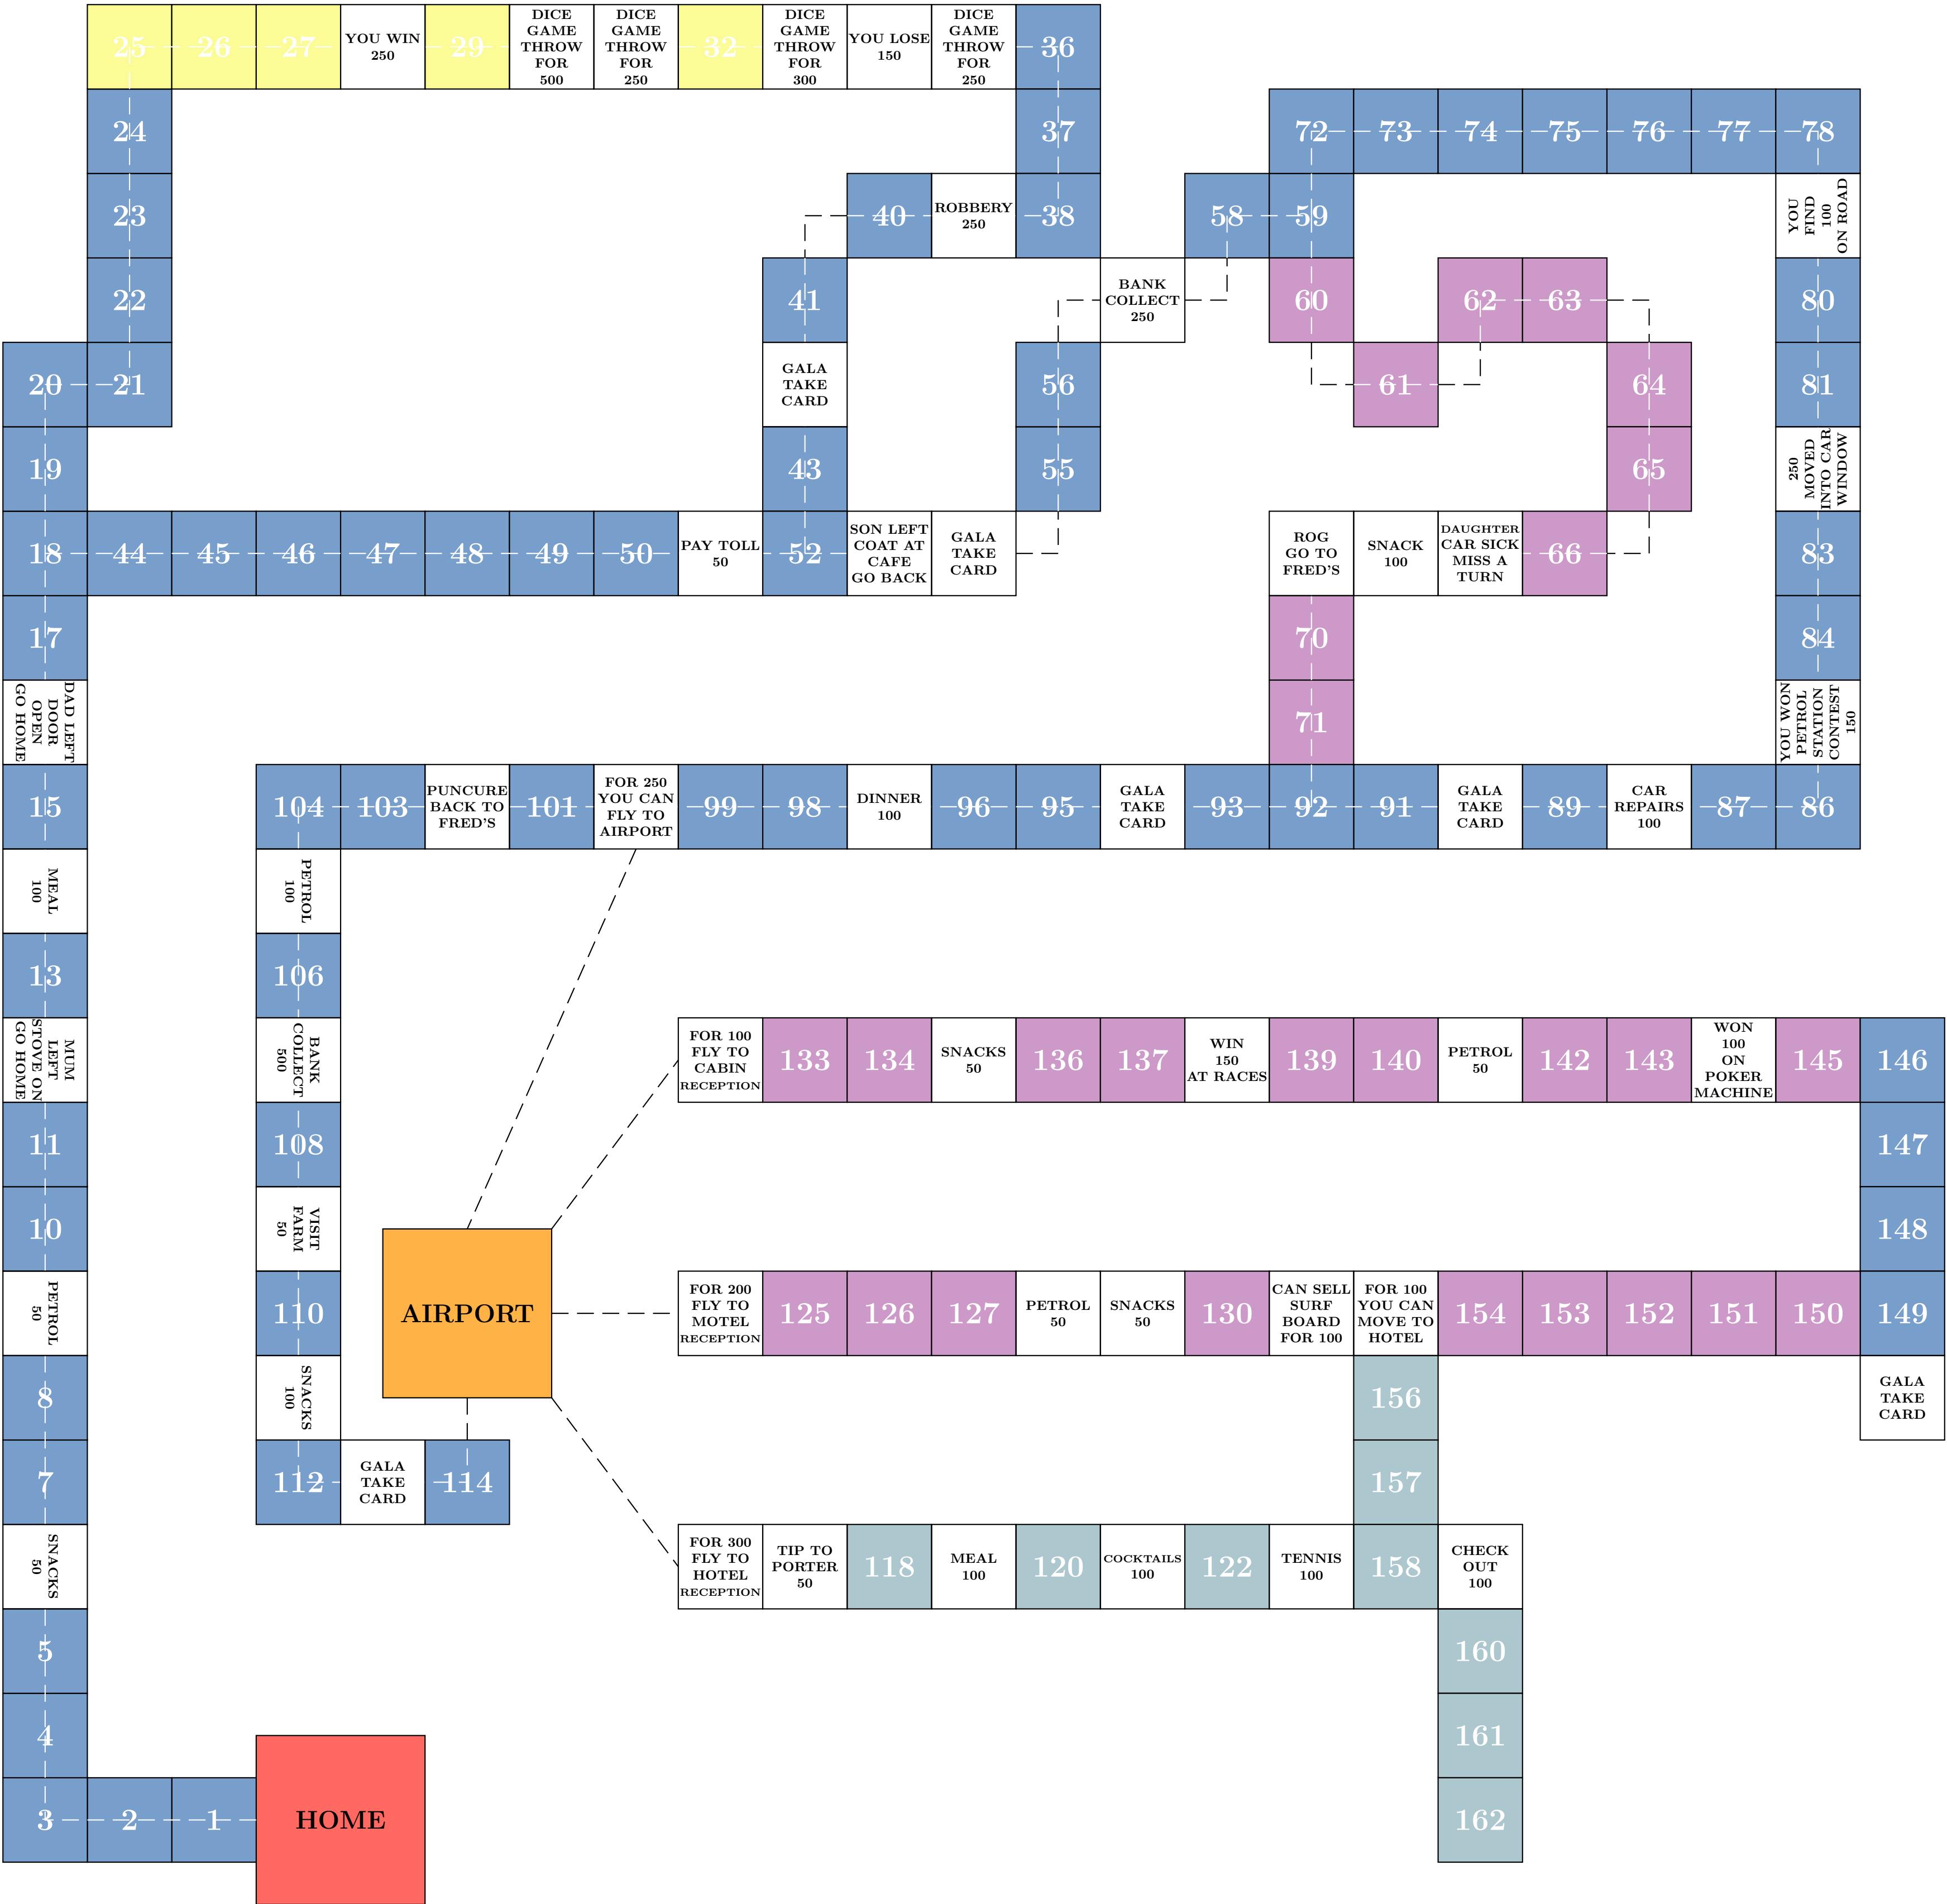 25
26
27
YOU WIN
250
29
DICE
GAME
THROW
FOR
500
DICE
GAME
THROW
FOR
250
32
DICE
GAME
THROW
FOR
300
YOU LOSE
150
DICE
GAME
THROW
FOR
250
36
24
37
72
73
74
75
76
77
78
23
40
ROBBERY
250
38
58
59
YOU
FIND
100
ON ROAD
22
41
BANK
COLLECT
250
60
62
63
80
20
21
GALA
TAKE
CARD
56
61
64
81
19
43
55
65
250
MOVED
INTO CAR
WINDOW
18
44
45
46
47
48
49
50
PAY TOLL
50
52
SON LEFT
COAT AT
CAFE
GO BACK
GALA
TAKE
CARD
ROG
GO TO
FRED'S
SNACK
100
DAUGHTER
CAR SICK
MISS A
TURN
66
83
17
70
84
DAD LEFT
DOOR
OPEN
GO HOME
71
YOU WON
PETROL
STATION
CONTEST
150
15
104
103
PUNCURE
BACK TO
FRED'S
101
FOR 250
YOU CAN
FLY TO
AIRPORT
99
98
DINNER
100
96
95
GALA
TAKE
CARD
93
92
91
GALA
TAKE
CARD
89
CAR
REPAIRS
100
87
86
MEAL
100
PETROL
100
13
106
MUM
LEFT
STOVE ON
GO HOME
BANK
COLLECT
500
FOR 100
FLY TO
CABIN
RECEPTION
133
134
SNACKS
50
136
137
WIN
150
AT RACES
139
140
PETROL
50
142
143
WON
100
ON
POKER
MACHINE
145
146
11
108
147
10
VISIT
FARM
50
148
PETROL
50
110
AIRPORT
FOR 200
FLY TO
MOTEL
RECEPTION
125
126
127
PETROL
50
SNACKS
50
130
CAN SELL
SURF
BOARD
FOR 100
FOR 100
YOU CAN
MOVE TO
HOTEL
154
153
152
151
150
149
8
SNACKS
100
156
GALA
TAKE
CARD
7
112
GALA
TAKE
CARD
114
157
SNACKS
50
FOR 300
FLY TO
HOTEL
RECEPTION
TIP TO
PORTER
50
118
MEAL
100
120
COCKTAILS
100
122
TENNIS
100
158
CHECK
OUT
100
5
160
4
161
3
2
1
HOME
162